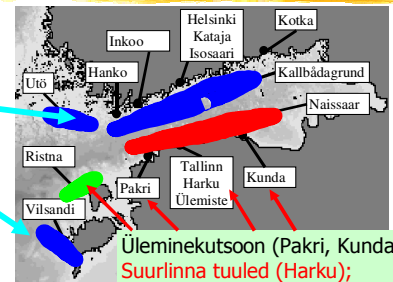 Helsinki
Kataja
Isosaari
Kotka
Inkoo
Hanko
Utö
Kallbådagrund
Naissaar
Ristna
Pakri
Tallinn
Harku
Ülemiste
Kunda
Vilsandi
Üleminekutsoon (Pakri, Kunda
Suurlinna tuuled (Harku);